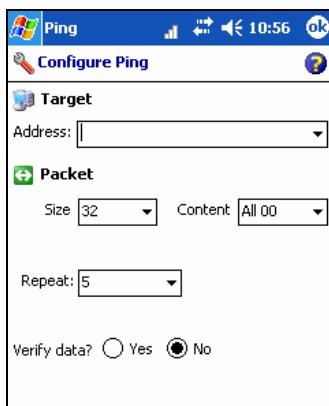 Ping 10:56 ok
Configure Ping ?
Target
Address:
Packet
Size 32 Content All 00
Repeat: 5
Verify data? Yes No